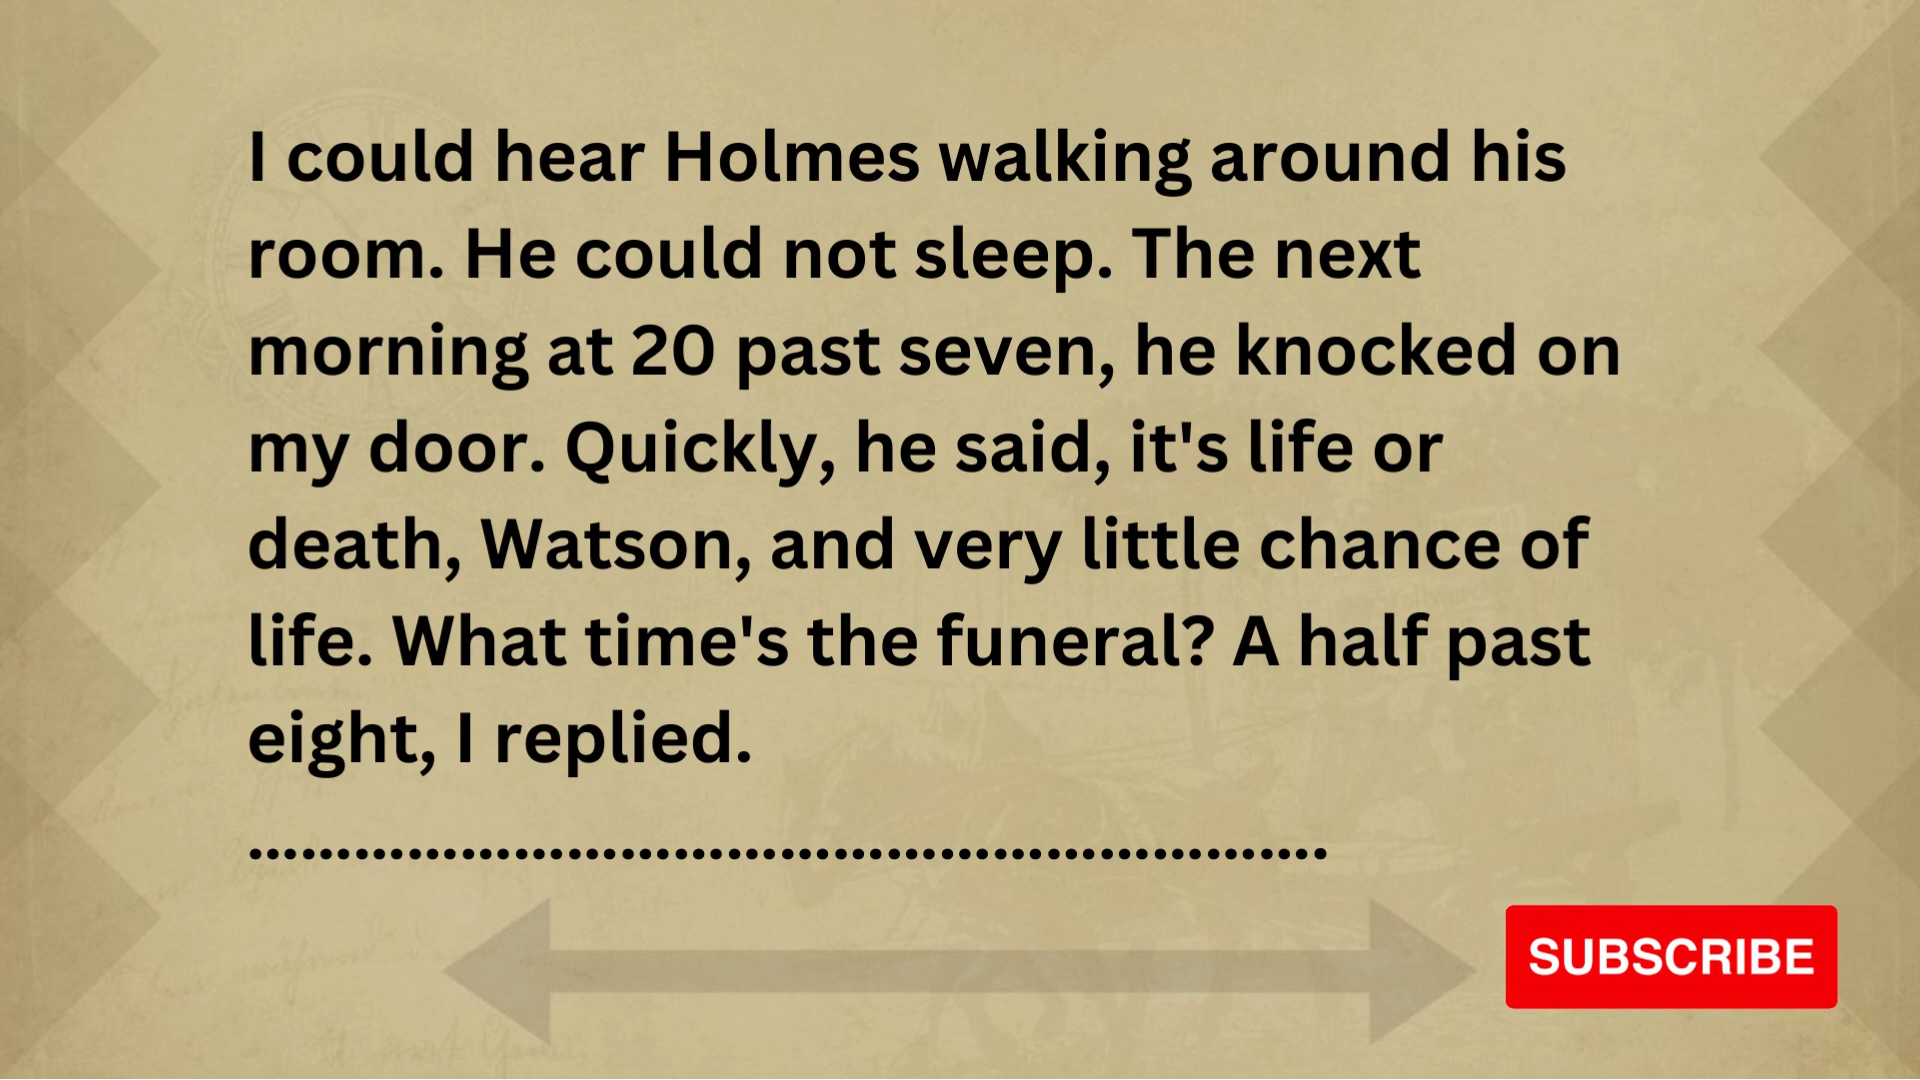 I could hear Holmes walking around his
room. He could not sleep. The next
morning at 20 past seven, he knocked on
my door. Quickly, he said, it's life or
death, Watson, and very little chance of
life. What time's the funeral? A half past
eight, I replied.
.............................................................
SUBSCRIBE